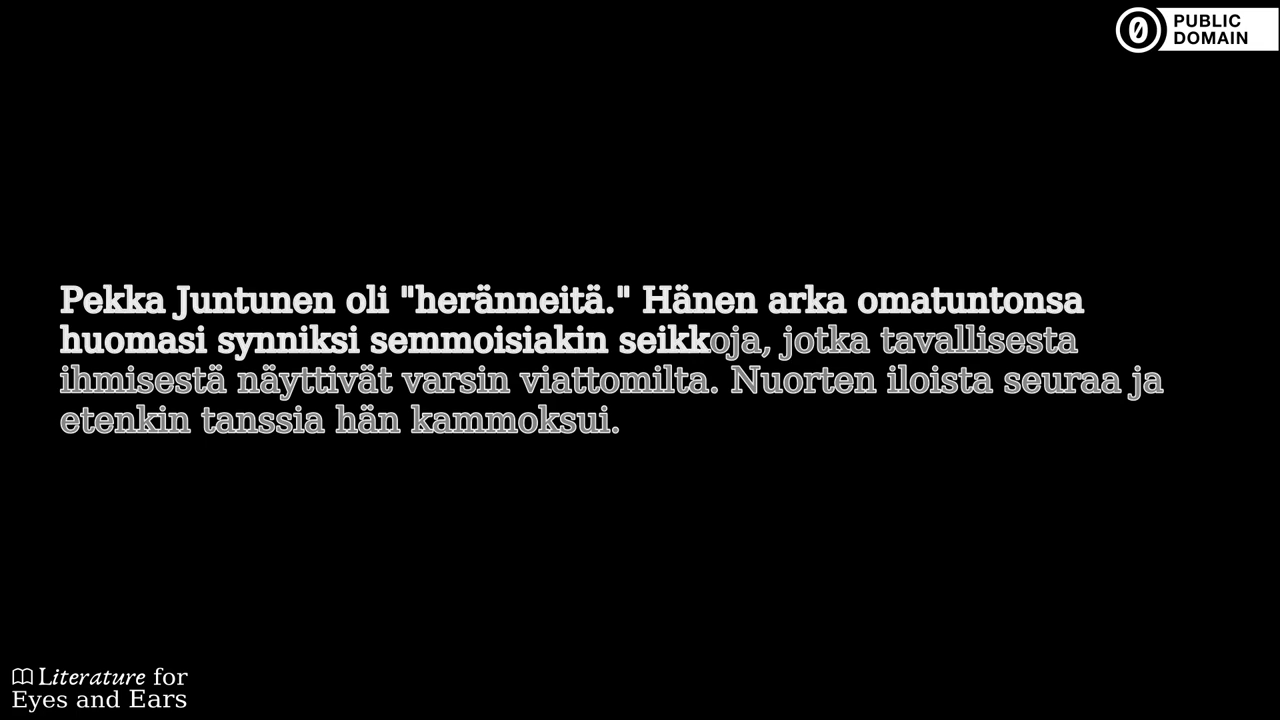 PUBLIC
DOMAIN
Pekka Juntunen oli "heränneitä." Hänen arka omatuntonsa
huomasi synniksi semmoisiakin seikkoja, jotka tavallisesta
ihmisestä näyttivät varsin viattomilta. Nuorten iloista seuraa ja
etenkin tanssia hän kammoksui.
Literature for
Eyes and Ears